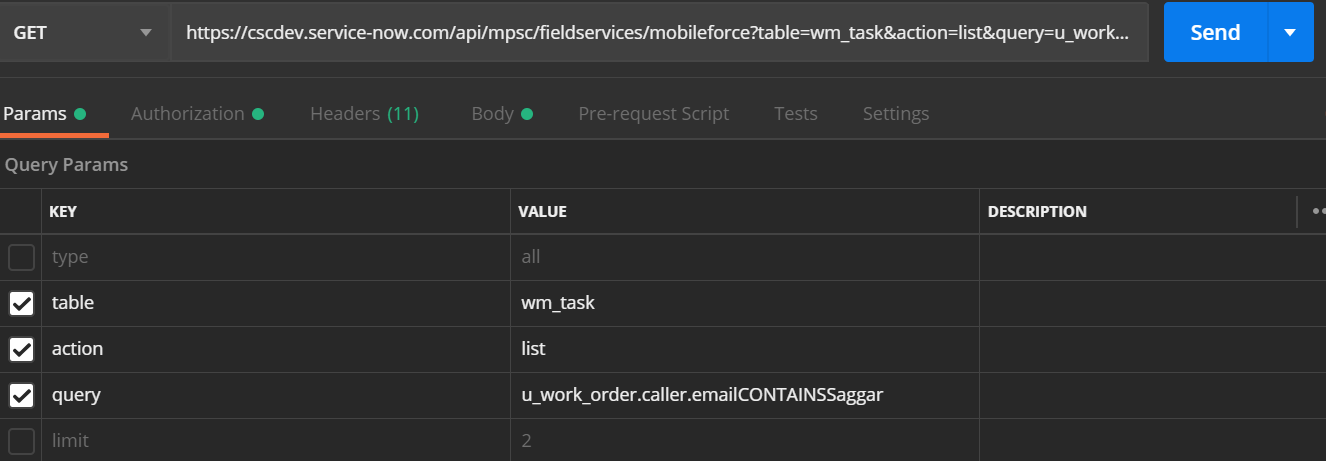 GET https://cscdev.service-now.com/api/mpsc/fieldservices/mobileforce?table=wm_task&action=list&query=u_work... Send
Params Authorization Headers (11) Body Pre-request Script Tests Settings
Query Params
KEY VALUE DESCRIPTION
type all
table wm_task
action list
query u_work_order.caller.emailCONTAINSSaggar
limit 2